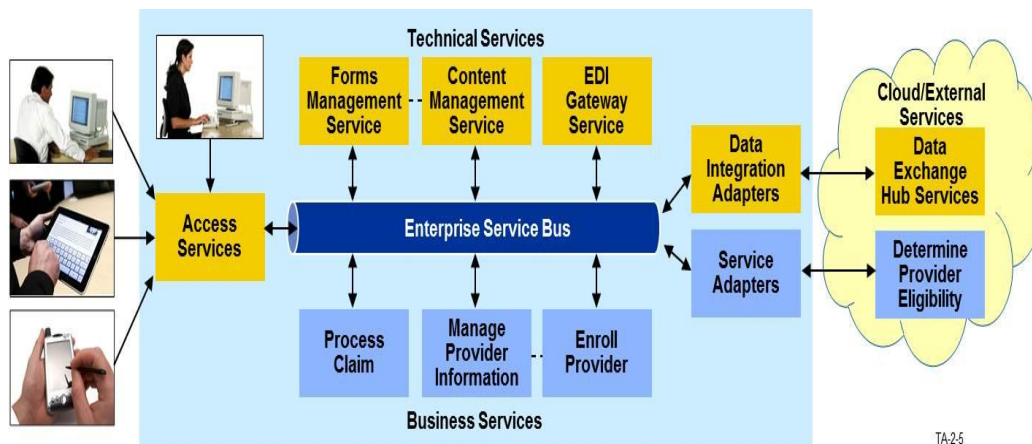 Technical Services
Forms
Management
Service
Content
Management
Service
EDI
Gateway
Service
Cloud/External
Services
Data
Integration
Adapters
Data
Exchange
Hub Services
Access
Services
Enterprise Service Bus
Service
Adapters
Determine
Provider
Eligibility
Process
Claim
Manage
Provider
Information
Enroll
Provider
Business Services
TA-2-5